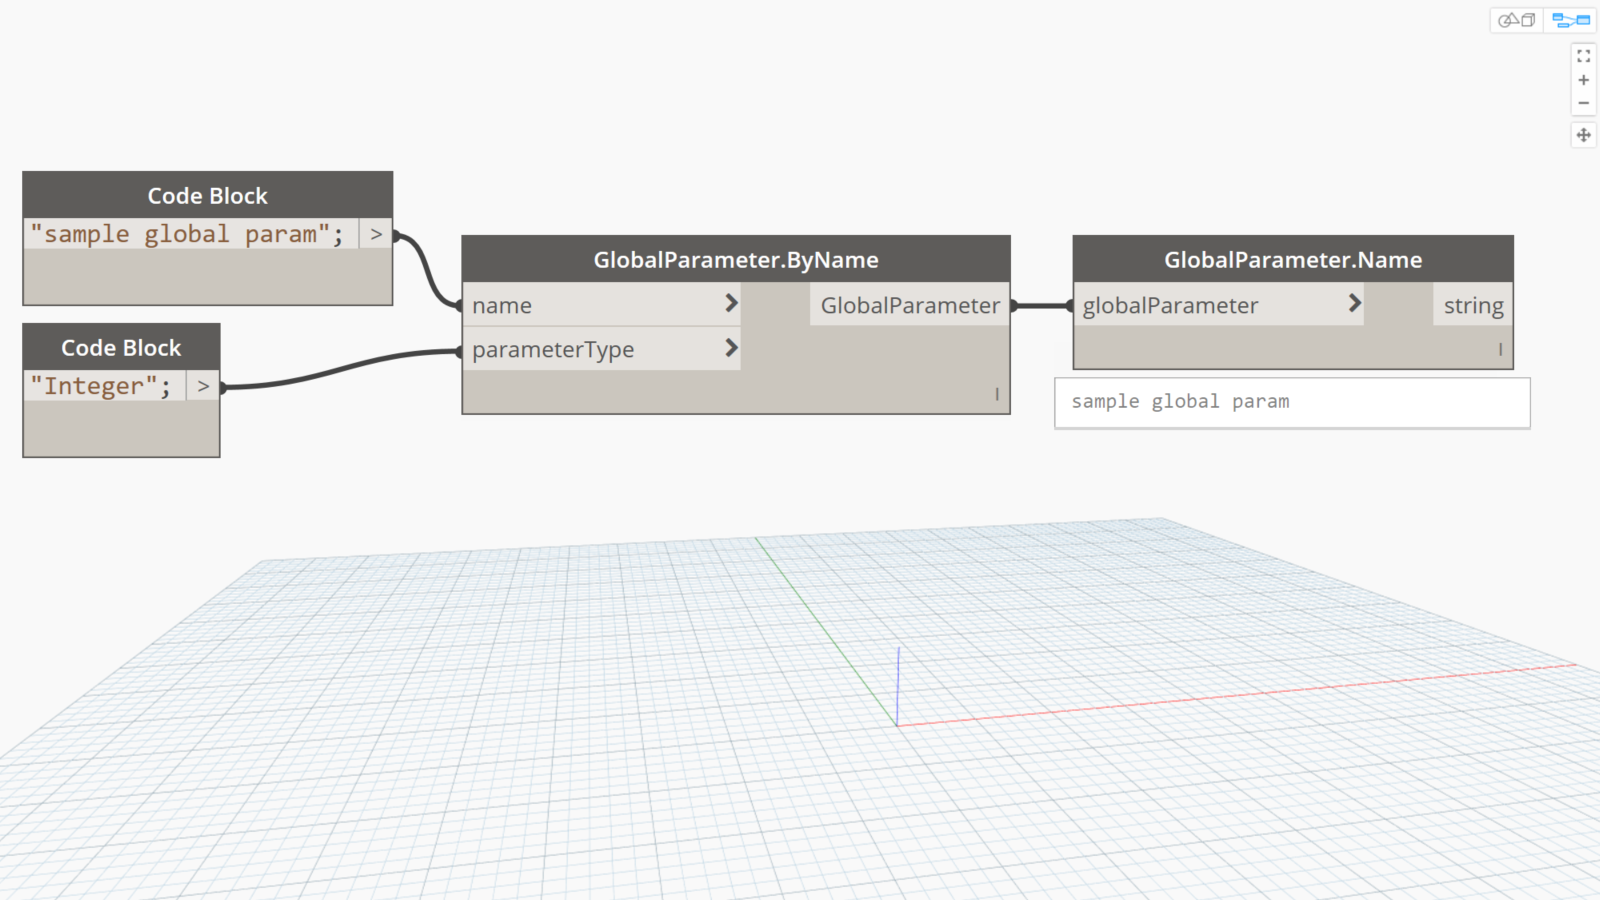 Code Block
"sample global param"; >
Code Block
"Integer"; >
GlobalParameter.ByName
name > GlobalParameter
parameterType >
l
GlobalParameter.Name
globalParameter > string
l
sample global param